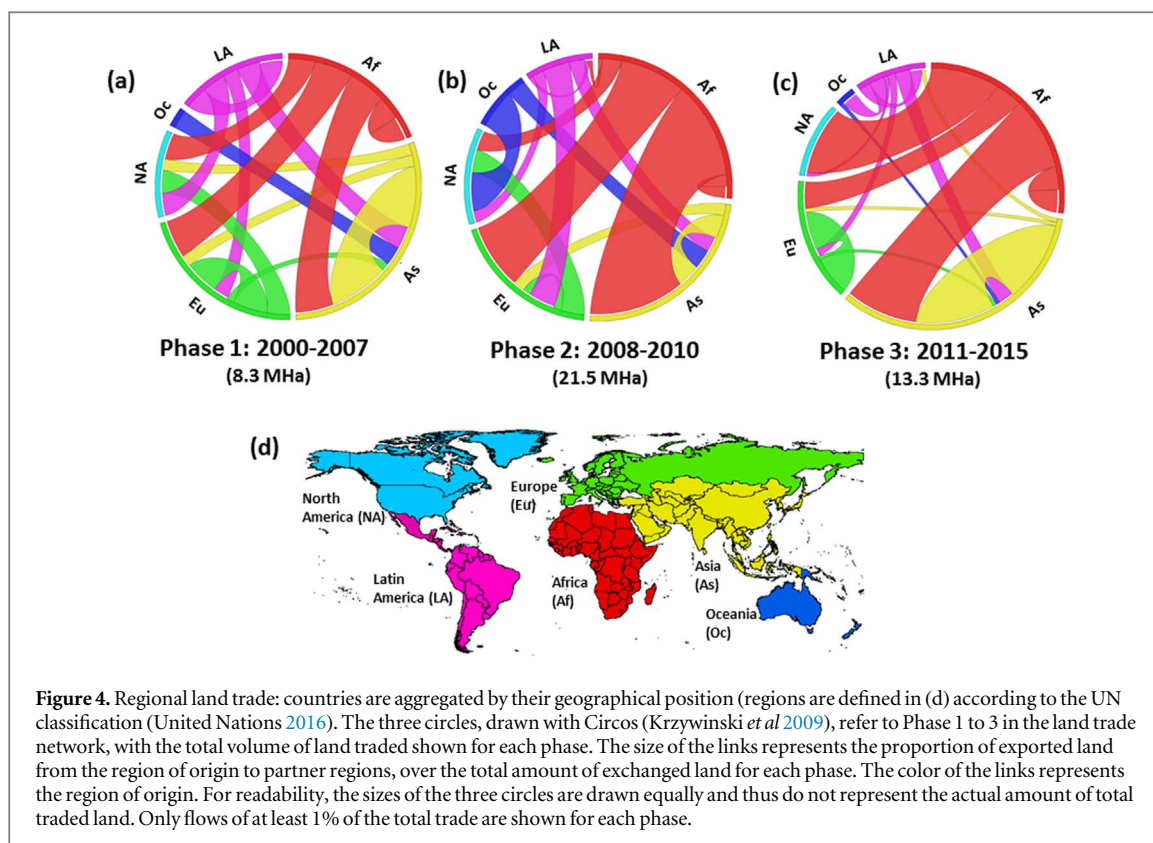 (a)
LA
Af
Oc
NA
Eu
As
Phase 1: 2000-2007
(8.3 MHa)
(b)
LA
Af
Oc
NA
Eu
As
Phase 2: 2008-2010
(21.5 MHa)
(c)
LA
Af
Oc
NA
Eu
As
Phase 3: 2011-2015
(13.3 MHa)
(d)
North
America (NA)
Europe
(Eu)
Latin
America (LA)
Africa
(Af)
Asia
(As)
Oceania
(Oc)
Figure 4. Regional land trade: countries are aggregated by their geographical position (regions are defined in (d) according to the UN
classification (United Nations 2016). The three circles, drawn with Circos (Krzywinski et al 2009), refer to Phase 1 to 3 in the land trade
network, with the total volume of land traded shown for each phase. The size of the links represents the proportion of exported land
from the region of origin to partner regions, over the total amount of exchanged land for each phase. The color of the links represents
the region of origin. For readability, the sizes of the three circles are drawn equally and thus do not represent the actual amount of total
traded land. Only flows of at least 1% of the total trade are shown for each phase.